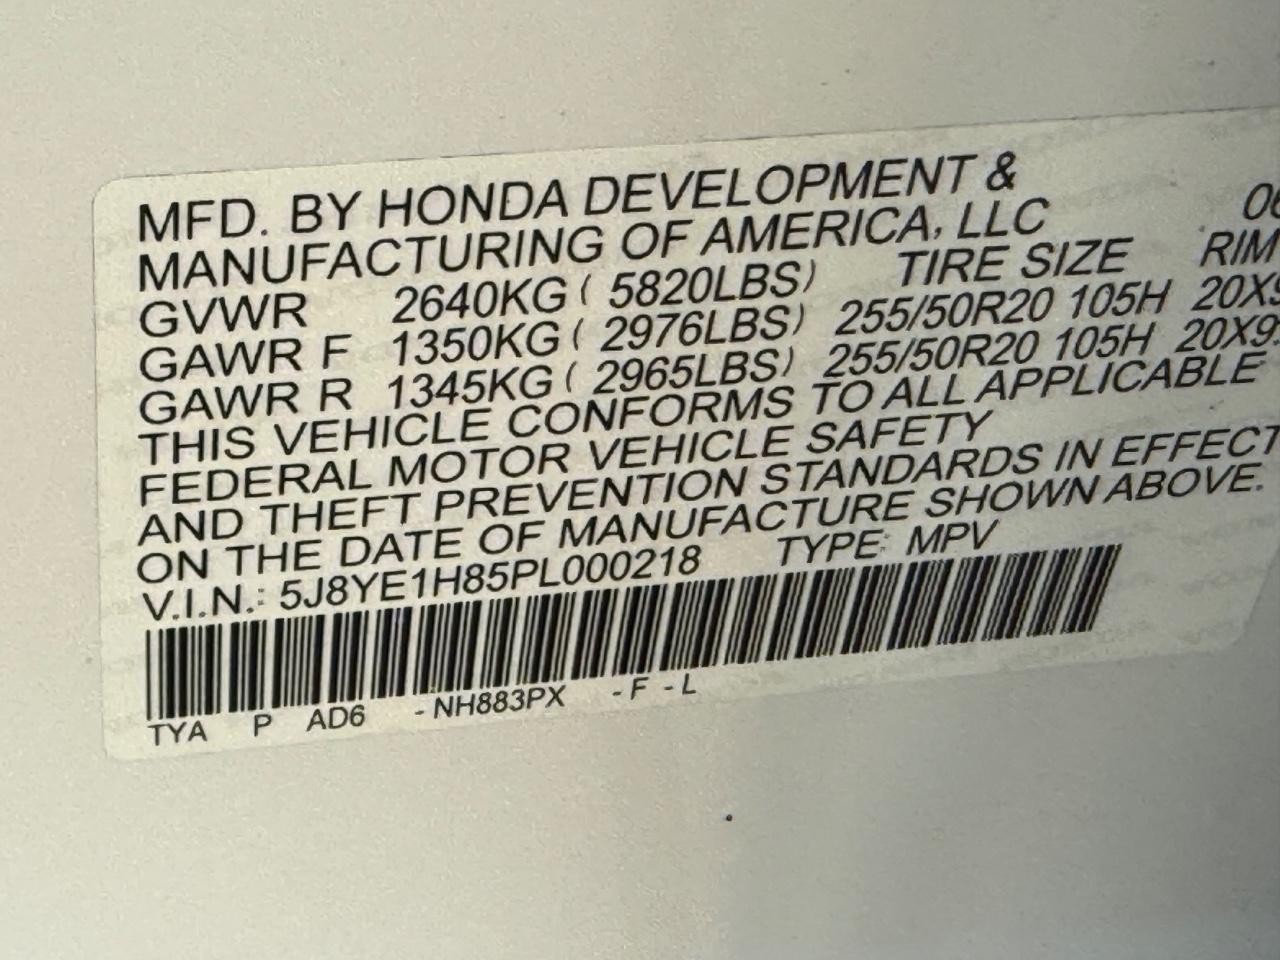 MFD. BY HONDA DEVELOPMENT &
MANUFACTURING OF AMERICA, LLC
GVWR 2640KG ( 5820LBS) TIRE SIZE RIM
GAWR F 1350KG ( 2976LBS) 255/50R20 105H 20X9
GAWR R 1345KG ( 2965LBS) 255/50R20 105H 20X9.
THIS VEHICLE CONFORMS TO ALL APPLICABLE
FEDERAL MOTOR VEHICLE SAFETY
AND THEFT PREVENTION STANDARDS IN EFFECT
ON THE DATE OF MANUFACTURE SHOWN ABOVE.
V.I.N.: 5J8YE1H85PL000218 TYPE: MPV
TYA P AD6 - NH883PX - F - L